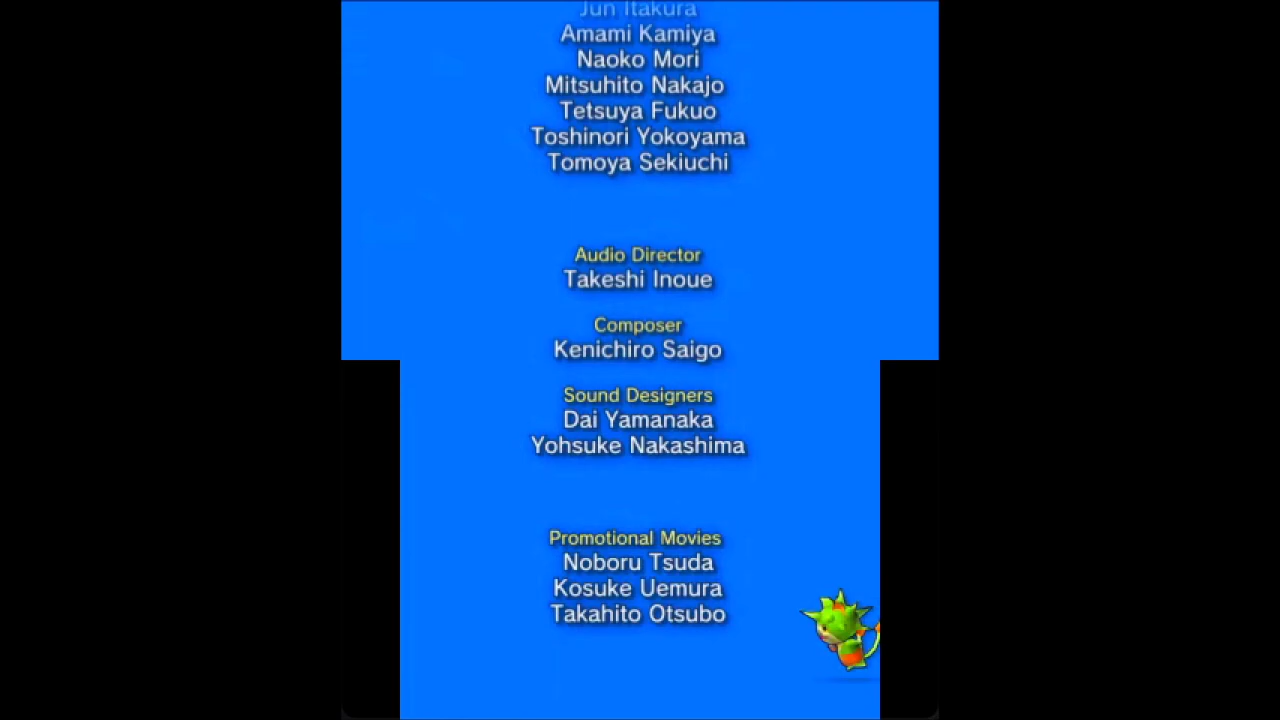 Jun Itakura
Amami Kamiya
Naoko Mori
Mitsuhito Nakajo
Tetsuya Fukuo
Toshinori Yokoyama
Tomoya Sekiuchi
Audio Director
Takeshi Inoue
Composer
Kenichiro Saigo
Sound Designers
Dai Yamanaka
Yohsuke Nakashima
Promotional Movies
Noboru Tsuda
Kosuke Uemura
Takahito Otsubo